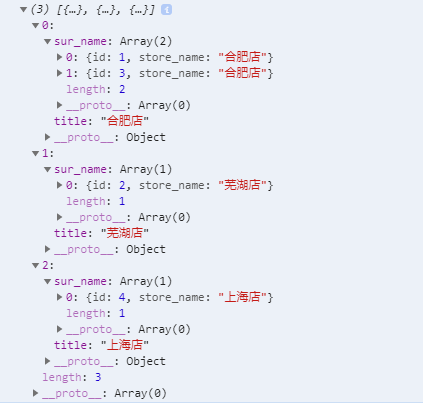 (3) [{…}, {…}, {…}] i
0:
sur_name: Array(2)
0: {id: 1, store_name: "合肥店"}
1: {id: 3, store_name: "合肥店"}
length: 2
__proto__: Array(0)
title: "合肥店"
__proto__: Object
1:
sur_name: Array(1)
0: {id: 2, store_name: "芜湖店"}
length: 1
__proto__: Array(0)
title: "芜湖店"
__proto__: Object
2:
sur_name: Array(1)
0: {id: 4, store_name: "上海店"}
length: 1
__proto__: Array(0)
title: "上海店"
__proto__: Object
length: 3
__proto__: Array(0)